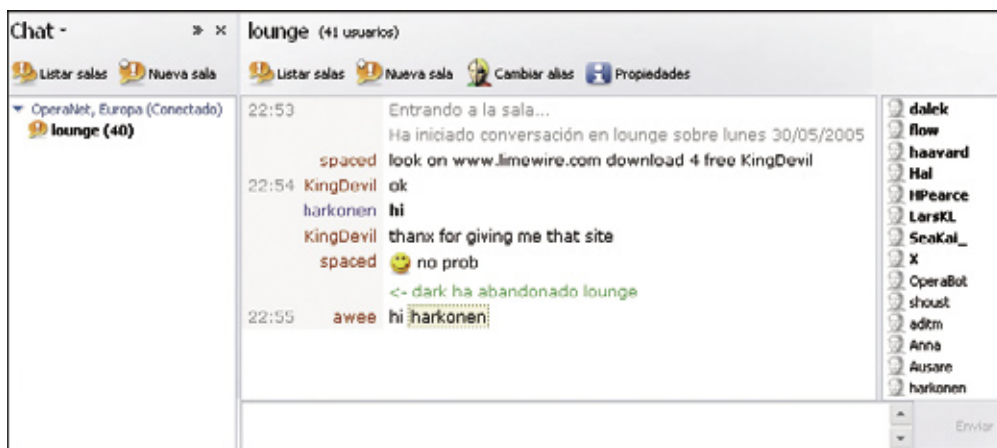 Chat -
lounge (41 usuarios)
Listar salas Nueva sala
Listar salas Nueva sala Cambiar alias Propiedades
OperaNet, Europa (Conectado)
lounge (40)
22:53 Entrando a la sala...
Ha iniciado conversación en lounge sobre lunes 30/05/2005
spaced look on www.limewire.com download 4 free KingDevil
22:54 KingDevil ok
harkonen hi
KingDevil thanx for giving me that site
spaced no prob
<- dark ha abandonado lounge
22:55 awee hi harkonen
dalek
flow
haavard
Hal
HPearce
LarsKL
SeaKai_
X
OperaBot
shoust
aditm
Anna
Ausare
harkonen
Enviar